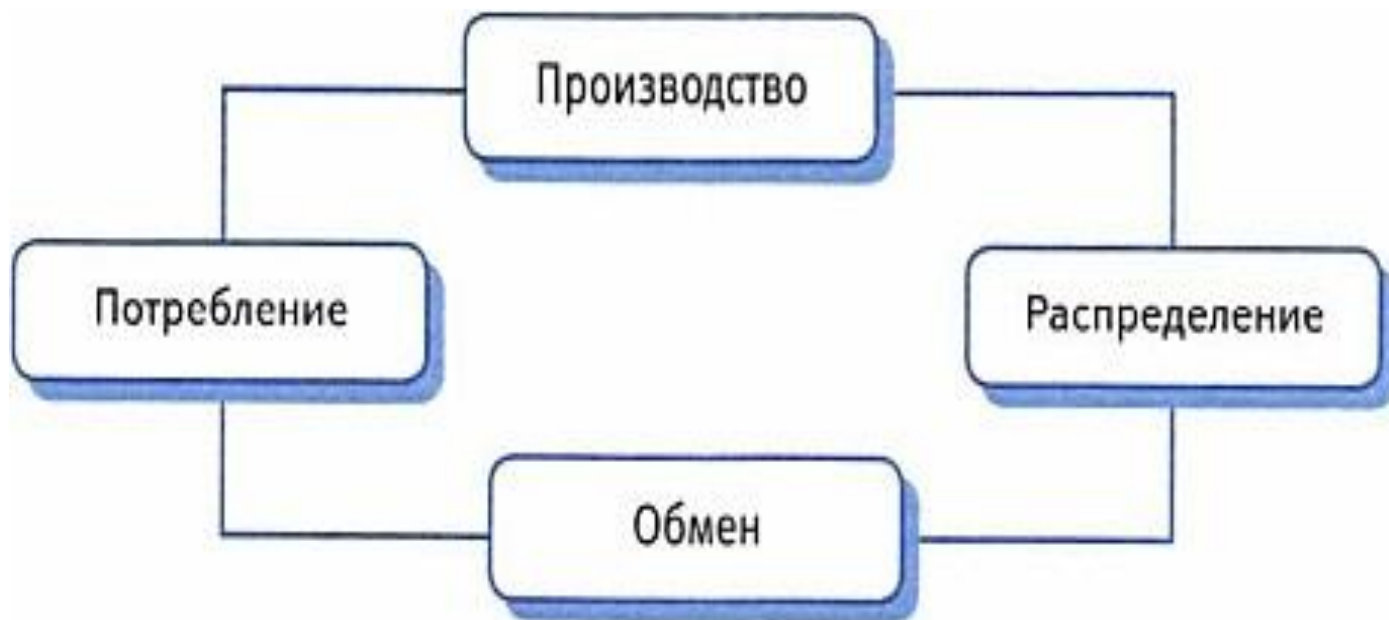 Производство
Потребление
Распределение
Обмен